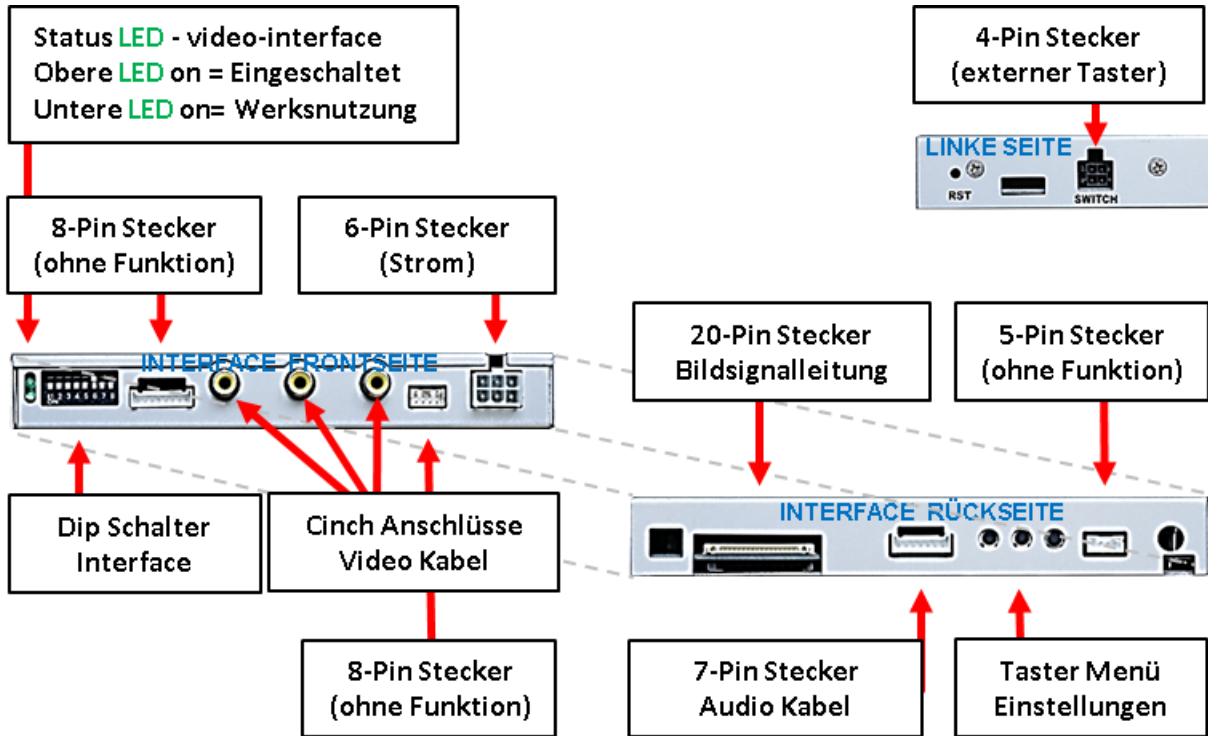 Status LED - video-interface
Obere LED on = Eingeschaltet
Untere LED on= Werksnutzung
4-Pin Stecker
(externer Taster)
LINKE SEITE
RST
SWITCH
8-Pin Stecker
(ohne Funktion)
6-Pin Stecker
(Strom)
20-Pin Stecker
Bildsignalleitung
5-Pin Stecker
(ohne Funktion)
INTERFACE FRONTSEITE
Dip Schalter
Interface
Cinch Anschlüsse
Video Kabel
INTERFACE RÜCKSEITE
8-Pin Stecker
(ohne Funktion)
7-Pin Stecker
Audio Kabel
Taster Menü
Einstellungen